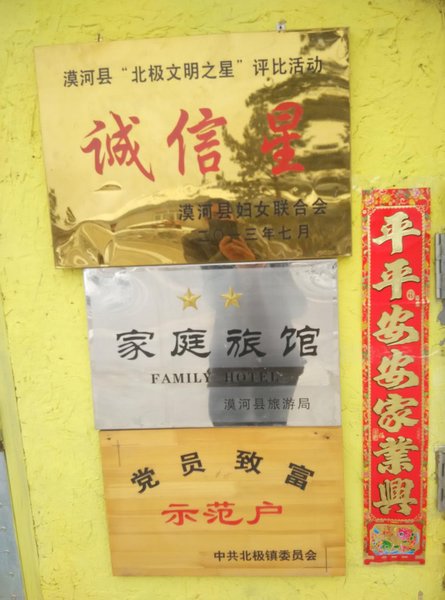 漠河县“北极文明之星”评比活动
诚信星
漠河县妇女联合会
二〇一三年七月
家庭旅馆
FAMILY HOTEL
漠河县旅游局
党员致富
示范户
中共北极镇委员会
平平安安家業興